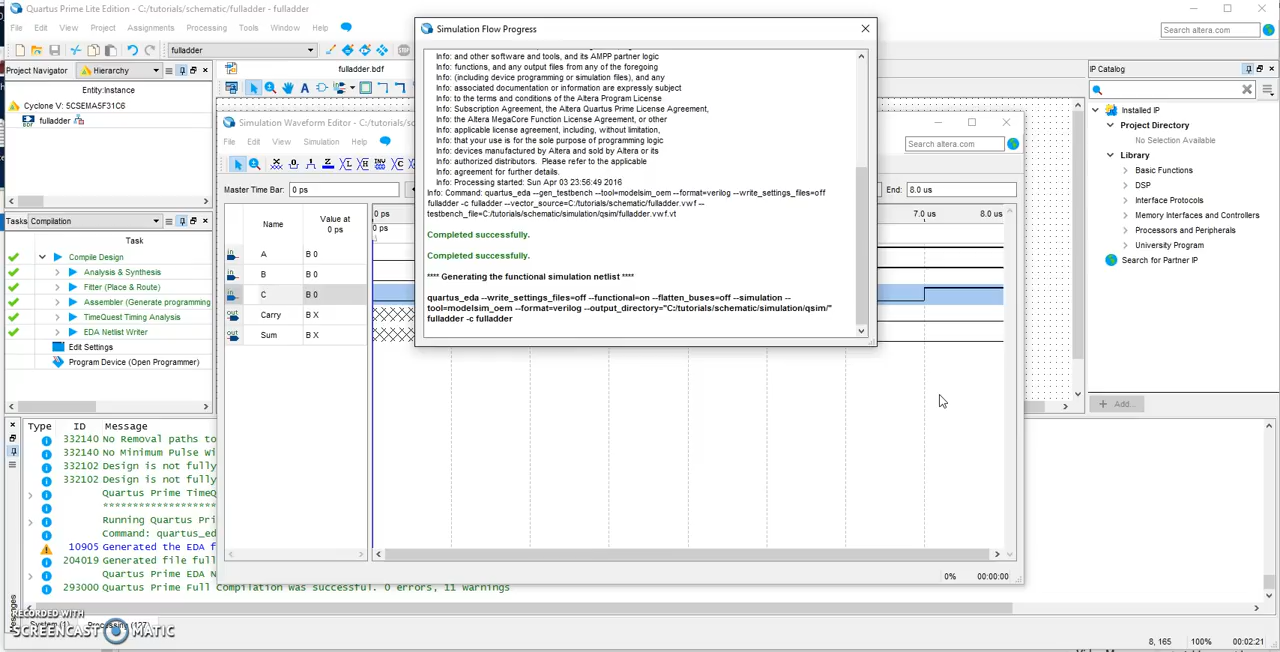 Quartus Prime Lite Edition - C:/tutorials/schematic/fulladder - fulladder
File Edit View Project Assignments Processing Tools Window Help
Search altera.com
fulladder
Project Navigator
Hierarchy
Entity:Instance
Cyclone V: 5CSEMA5F31C6
fulladder
Tasks
Compilation
Task
Compile Design
Analysis & Synthesis
Fitter (Place & Route)
Assembler (Generate programming
TimeQuest Timing Analysis
EDA Netlist Writer
Edit Settings
Program Device (Open Programmer)
fulladder.bdf
Simulation Waveform Editor - C:/tutorials/sc
File Edit View Simulation Help
Search altera.com
Master Time Bar: 0 ps
End: 8.0 us
Name
Value at
0 ps
0 ps
0 ps
7.0 us
8.0 us
A B 0
B B 0
C B 0
Carry B X
Sum B X
0% 00:00:00
Simulation Flow Progress
Info: and other software and tools, and its AMPP partner logic
Info: functions, and any output files from any of the foregoing
Info: (including device programming or simulation files), and any
Info: associated documentation or information are expressly subject
Info: to the terms and conditions of the Altera Program License
Info: Subscription Agreement, the Altera Quartus Prime License Agreement,
Info: the Altera MegaCore Function License Agreement, or other
Info: applicable license agreement, including, without limitation,
Info: that your use is for the sole purpose of programming logic
Info: devices manufactured by Altera and sold by Altera or its
Info: authorized distributors. Please refer to the applicable
Info: agreement for further details.
Info: Processing started: Sun Apr 03 23:56:49 2016
Info: Command: quartus_eda --gen_testbench --tool=modelsim_oem --format=verilog --write_settings_files=off
fulladder -c fulladder --vector_source=C:/tutorials/schematic/fulladder.vwf --
testbench_file=C:/tutorials/schematic/simulation/qsim/fulladder.vwf.vt
Completed successfully.
Completed successfully.
**** Generating the functional simulation netlist ****
quartus_eda --write_settings_files=off --functional=on --flatten_buses=off --simulation --
tool=modelsim_oem --format=verilog --output_directory="C:/tutorials/schematic/simulation/qsim/"
fulladder -c fulladder
IP Catalog
Installed IP
Project Directory
No Selection Available
Library
Basic Functions
DSP
Interface Protocols
Memory Interfaces and Controllers
Processors and Peripherals
University Program
Search for Partner IP
+ Add...
Type ID Message
332140 No Removal paths to
332140 No Minimum Pulse Wi
332102 Design is not fully
332102 Design is not fully
Quartus Prime TimeQ
********************
Running Quartus Pri
Command: quartus_ed
10905 Generated the EDA f
204019 Generated file full
Quartus Prime EDA N
293000 Quartus Prime Full Compilation was successful. 0 errors, 11 warnings
Messages
RECORDED WITH
SCREENCAST MATIC
8, 165 100% 00:02:21